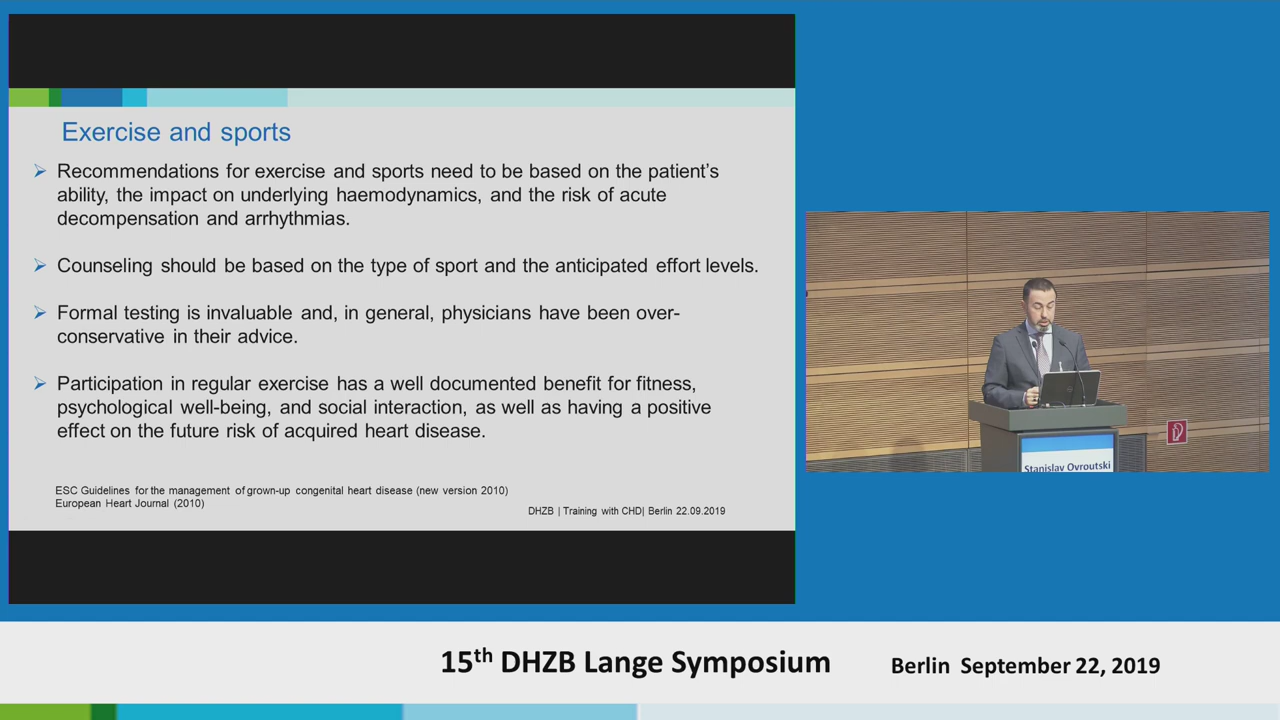 Exercise and sports
➢ Recommendations for exercise and sports need to be based on the patient's
ability, the impact on underlying haemodynamics, and the risk of acute
decompensation and arrhythmias.
➢ Counseling should be based on the type of sport and the anticipated effort levels.
➢ Formal testing is invaluable and, in general, physicians have been over-
conservative in their advice.
➢ Participation in regular exercise has a well documented benefit for fitness,
psychological well-being, and social interaction, as well as having a positive
effect on the future risk of acquired heart disease.
ESC Guidelines for the management of grown-up congenital heart disease (new version 2010)
European Heart Journal (2010)
DHZB | Training with CHD| Berlin 22.09.2019
Stanislav Ovroutski
15th DHZB Lange Symposium
Berlin September 22, 2019